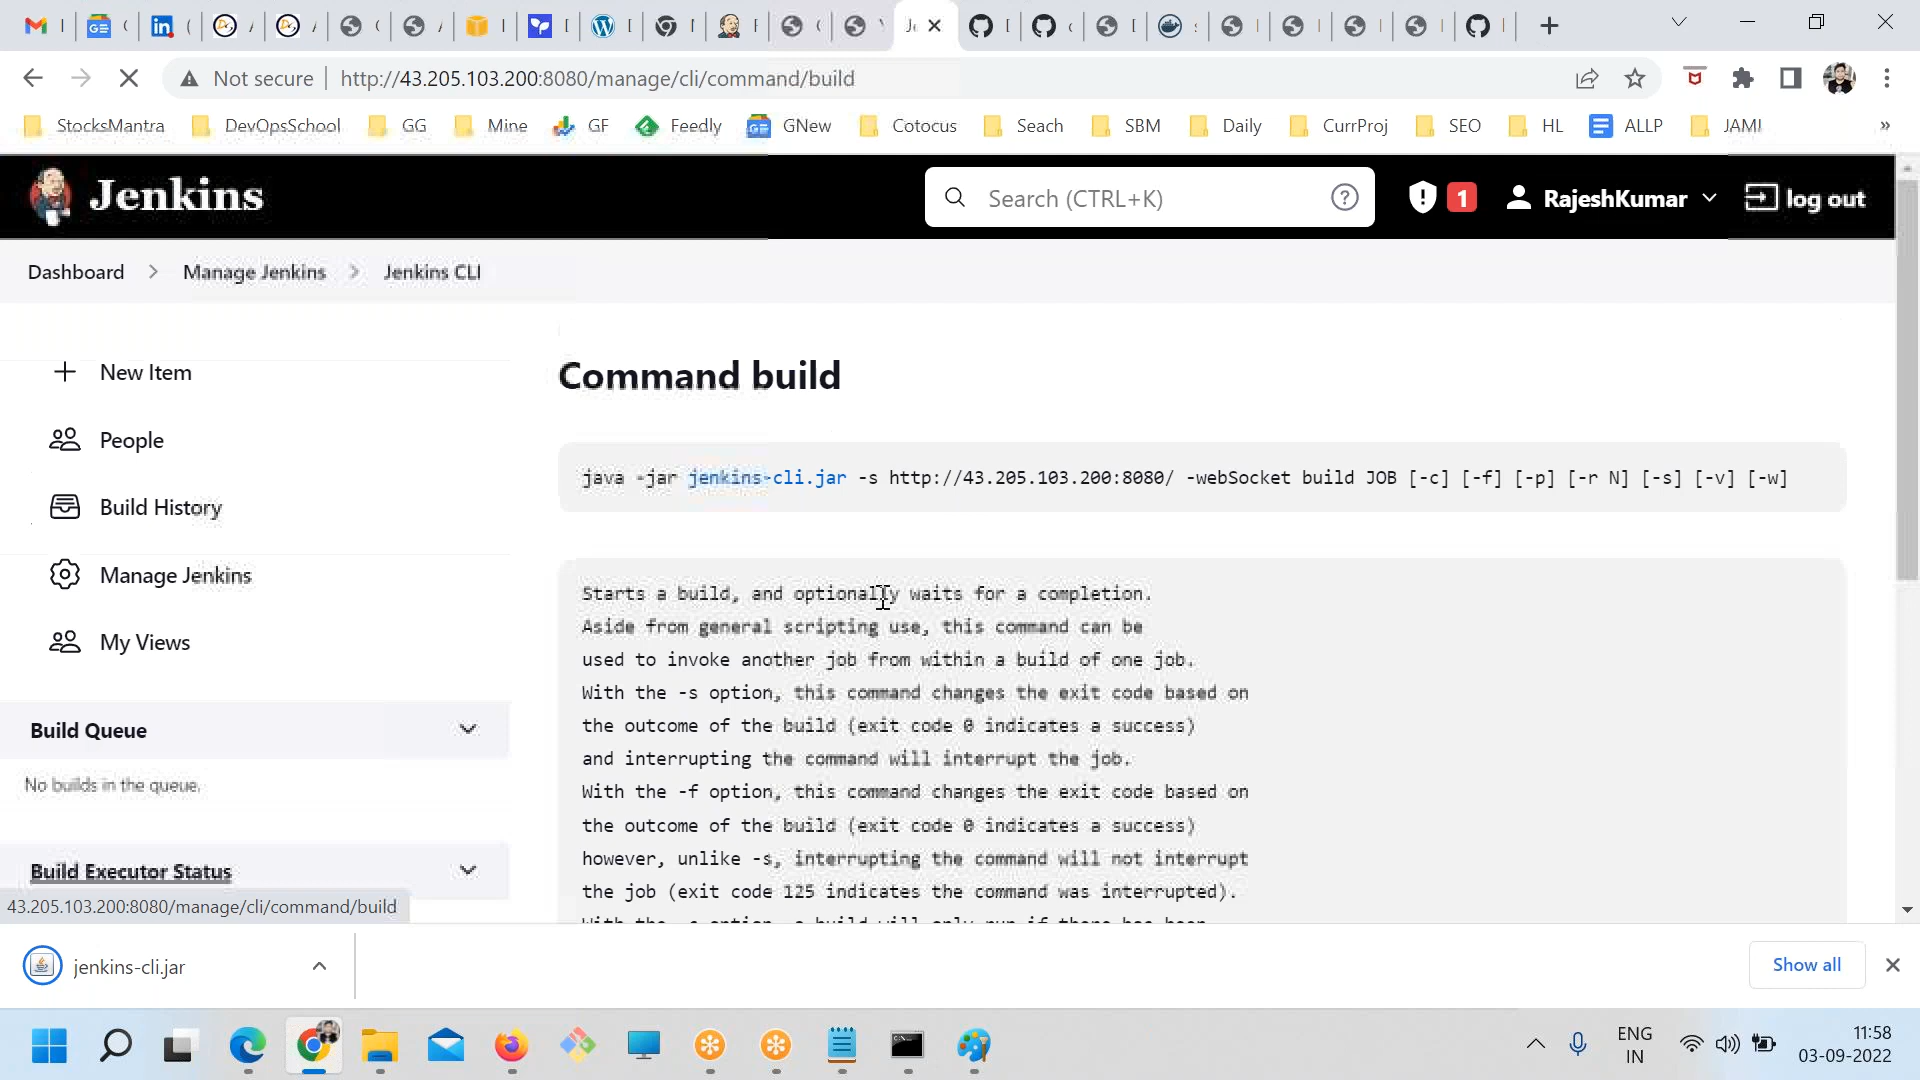 Not secure http://43.205.103.200:8080/manage/cli/command/build
StocksMantra DevOpsSchool GG Mine GF Feedly GNew Cotocus Seach SBM Daily CurrProj SEO HL ALLP JAMI »
Jenkins Search (CTRL+K) 1 RajeshKumar log out
Dashboard Manage Jenkins Jenkins CLI
New Item
People
Build History
Manage Jenkins
My Views
Build Queue
No builds in the queue.
Build Executor Status
43.205.103.200:8080/manage/cli/command/build
Command build
java -jar jenkins-cli.jar -s http://43.205.103.200:8080/ -webSocket build JOB [-c] [-f] [-p] [-r N] [-s] [-v] [-w]
Starts a build, and optionally waits for a completion.
Aside from general scripting use, this command can be
used to invoke another job from within a build of one job.
With the -s option, this command changes the exit code based on
the outcome of the build (exit code 0 indicates a success)
and interrupting the command will interrupt the job.
With the -f option, this command changes the exit code based on
the outcome of the build (exit code 0 indicates a success)
however, unlike -s, interrupting the command will not interrupt
the job (exit code 125 indicates the command was interrupted).
jenkins-cli.jar Show all
ENG
IN
11:58
03-09-2022